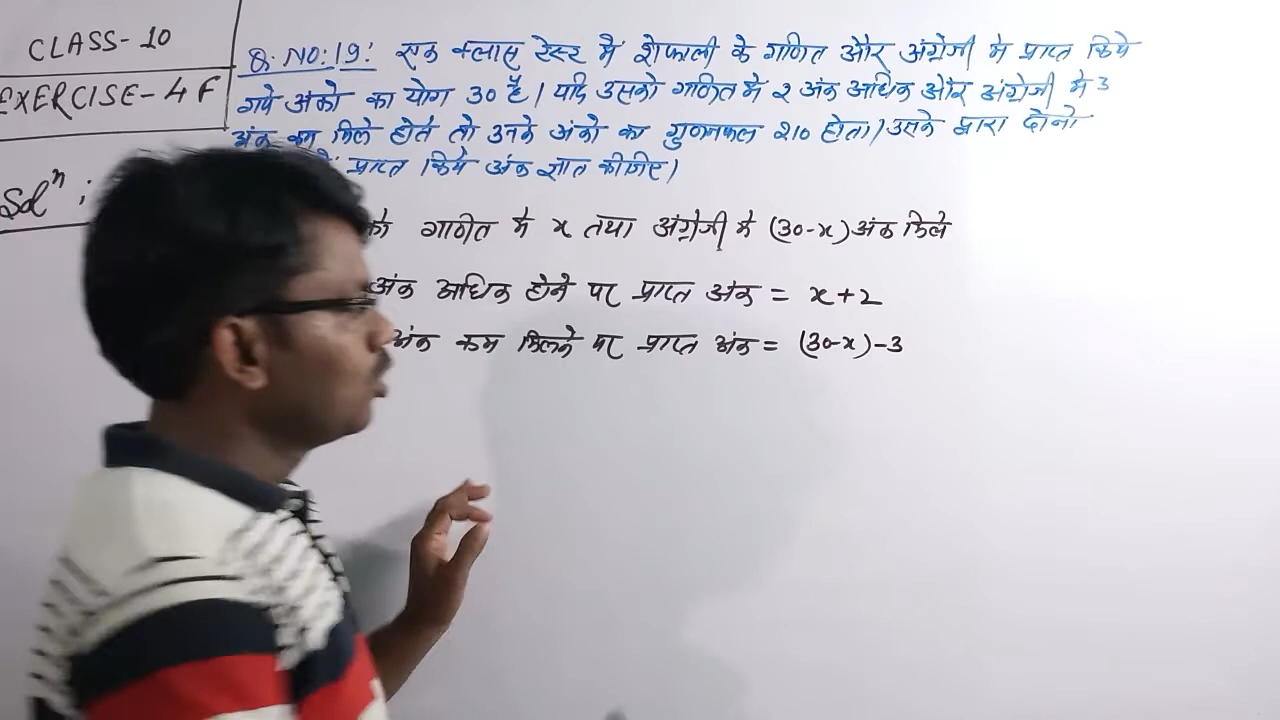 CLASS-10
EXERCISE-4F
Q.NO:19: एक क्लास टेस्ट में शेफाली के गणित और अंग्रेजी मे प्राप्त किये
गये अंको का योग 30 है। यदि उसको गणित में 2 अंक अधिक और अंग्रेजी मे 3
अंक कम मिले होते तो उनके अंको का गुणनफल 210 होता। उसके द्वारा दोनो
प्राप्त किये अंक ज्ञात कीजिए।
Solⁿ:
को गणित मे x तथा अंग्रेजी मे (30-x) अंक मिले
अंक अधिक होने पर प्राप्त अंक = x+2
अंक कम मिलने पर प्राप्त अंक = (30-x)-3